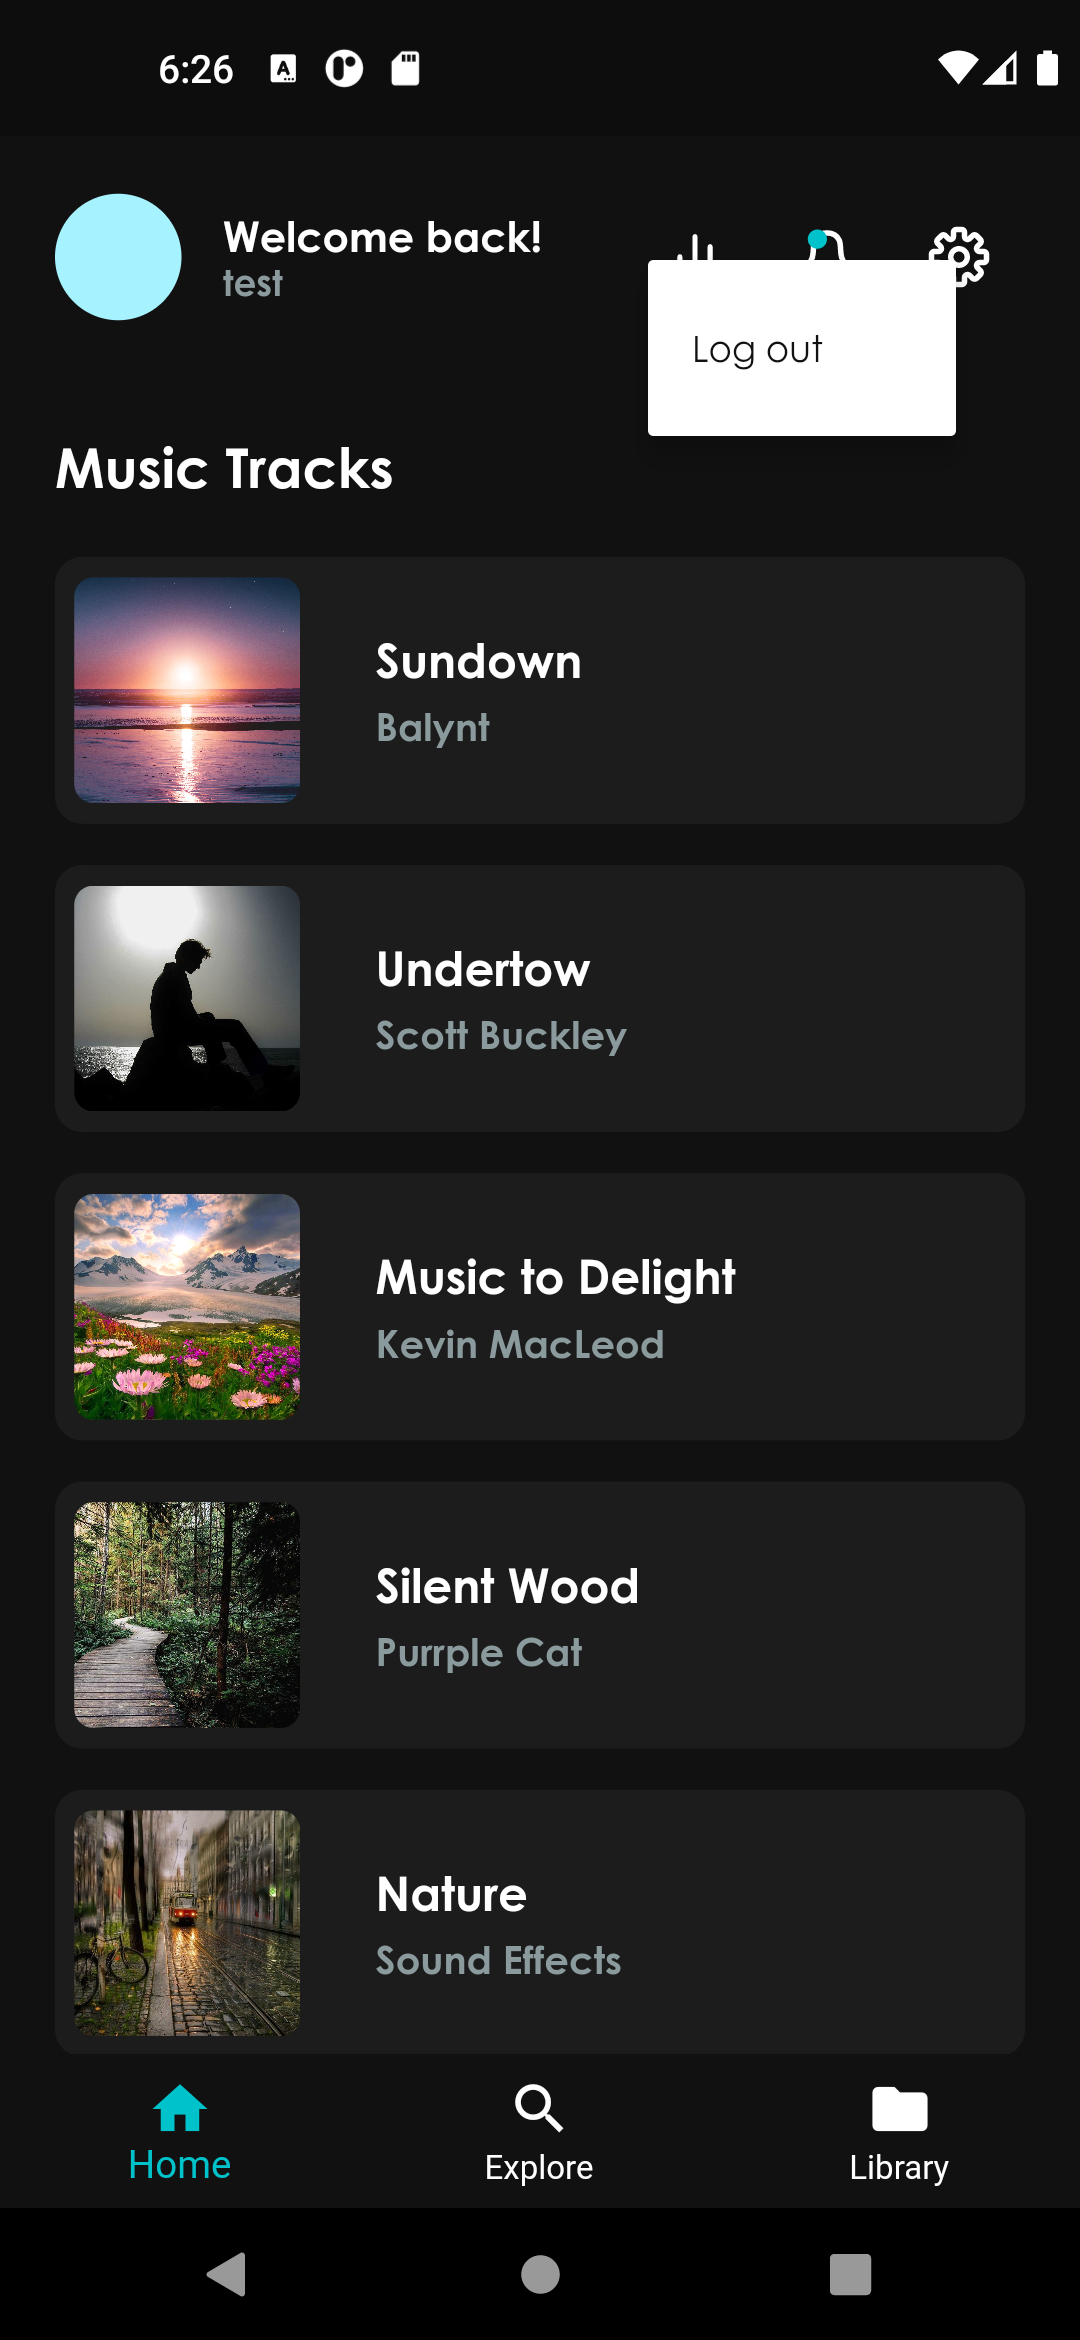 6:26
Welcome back!
test
Log out
Music Tracks
Sundown
Balynt
Undertow
Scott Buckley
Music to Delight
Kevin MacLeod
Silent Wood
Purrple Cat
Nature
Sound Effects
Home
Explore
Library